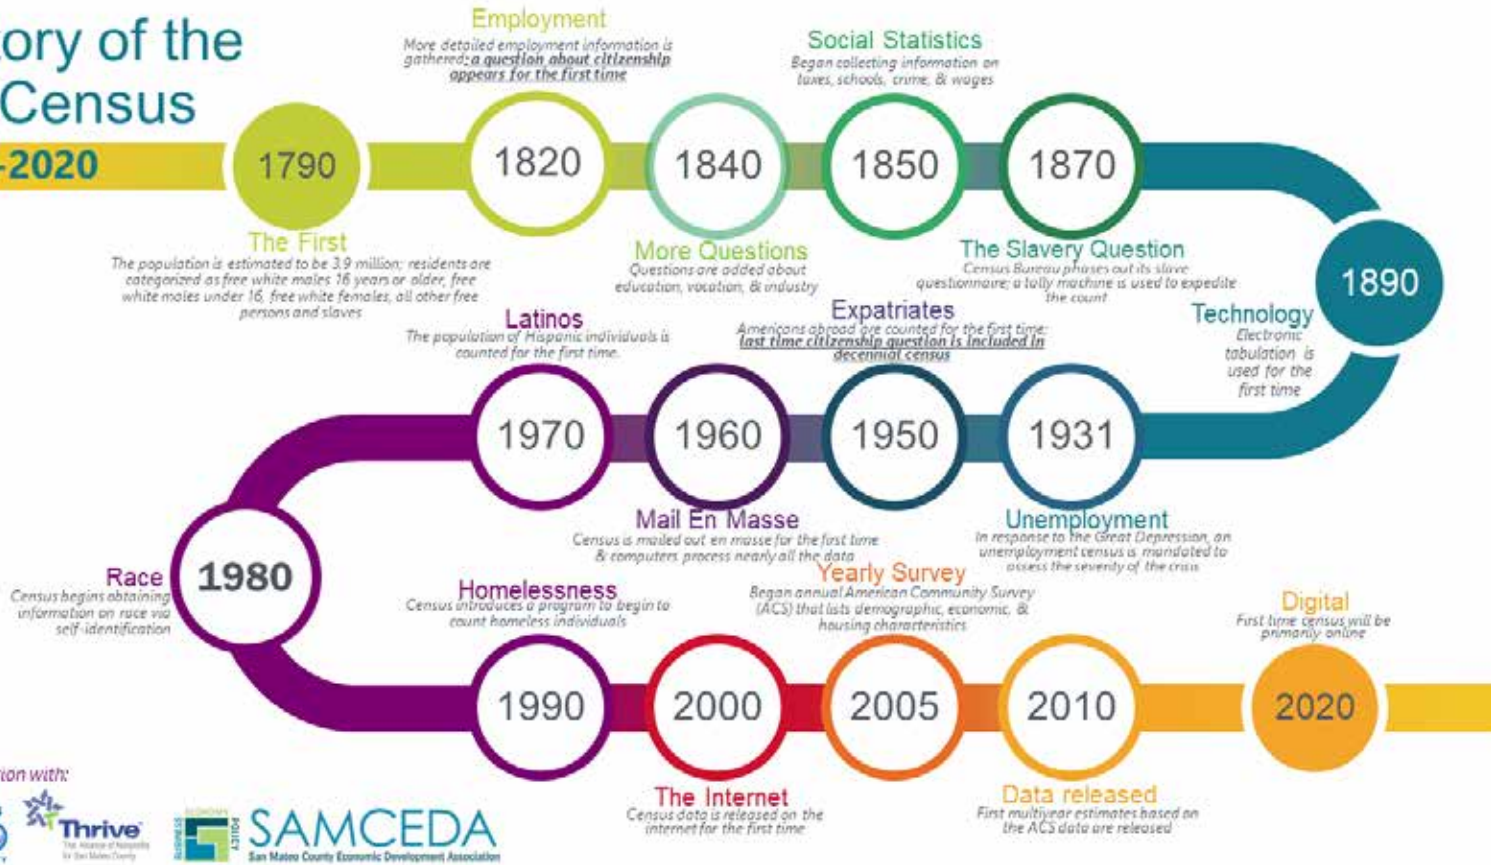 tory of the
Census
-2020
1790
The First
The population is estimated to be 3.9 million; residents are
categorized as free white males 16 years or older, free
white males under 16, free white females, all other free
persons and slaves
Employment
More detailed employment information is
gathered; a question about citizenship
appears for the first time
1820
1840
More Questions
Questions are added about
education, vocation, & industry
Social Statistics
Began collecting information on
taxes, schools, crime, & wages
1850
1870
The Slavery Question
Census Bureau phases out its slave
questionnaire; a tally machine is used to expedite
the count
1890
Technology
Electronic
tabulation is
used for the
first time
1931
Unemployment
In response to the Great Depression, an
unemployment census is mandated to
assess the severity of the crisis
Expatriates
Americans abroad are counted for the first time;
last time citizenship question is included in
decennial census
1950
1960
Mail En Masse
Census is mailed out en masse for the first time
& computers process nearly all the data
Latinos
The population of Hispanic individuals is
counted for the first time.
1970
1980
Race
Census begins obtaining
information on race via
self-identification
Homelessness
Census introduces a program to begin to
count homeless individuals
1990
2000
The Internet
Census data is released on the
internet for the first time
Yearly Survey
Began annual American Community Survey
(ACS) that lists demographic, economic, &
housing characteristics
2005
2010
Data released
First multiyear estimates based on
the ACS data are released
Digital
First time census will be
primarily online
2020
tion with:
Thrive
The Alliance of Nonprofits
for San Mateo County
ECONOMY
BUSINESS
POLICY
SAMCEDA
San Mateo County Economic Development Association